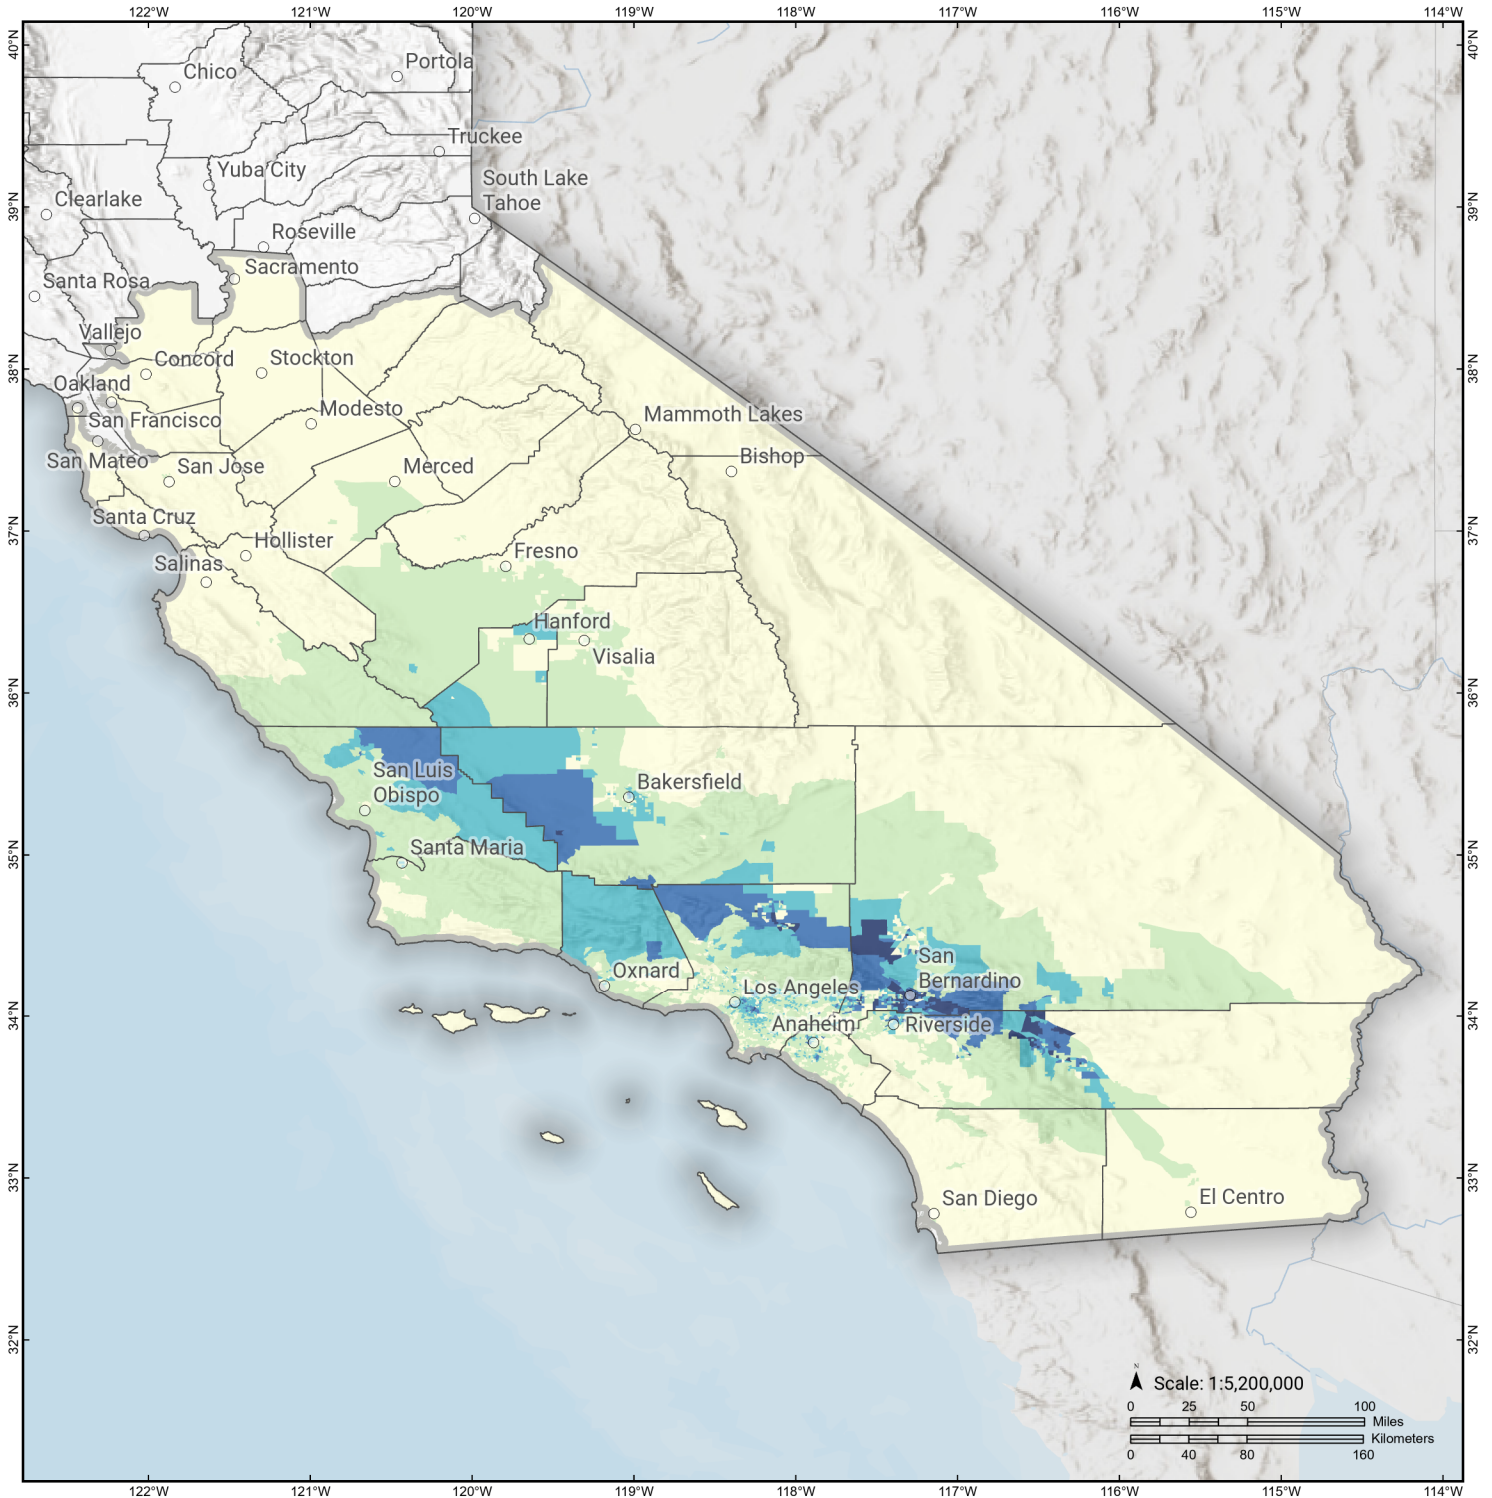 122°W 121°W 120°W 119°W 118°W 117°W 116°W 115°W 114°W
40°N 40°N
Portola
Chico
Truckee
Yuba City
South Lake
Tahoe
Clearlake
39°N 39°N
Roseville
Sacramento
Santa Rosa
Vallejo
Concord
Stockton
38°N 38°N
Oakland
Modesto
Mammoth Lakes
San Francisco
Bishop
San Mateo
San Jose
Merced
Santa Cruz
37°N 37°N
Hollister
Fresno
Salinas
Hanford
Visalia
36°N 36°N
San Luis
Obispo
Bakersfield
Santa Maria
35°N 35°N
San
Bernardino
Oxnard
Los Angeles
34°N 34°N
Anaheim
Riverside
33°N 33°N
San Diego
El Centro
32°N 32°N
N
Scale: 1:5,200,000
0 25 50 100
Miles
Kilometers
0 40 80 160
122°W 121°W 120°W 119°W 118°W 117°W 116°W 115°W 114°W